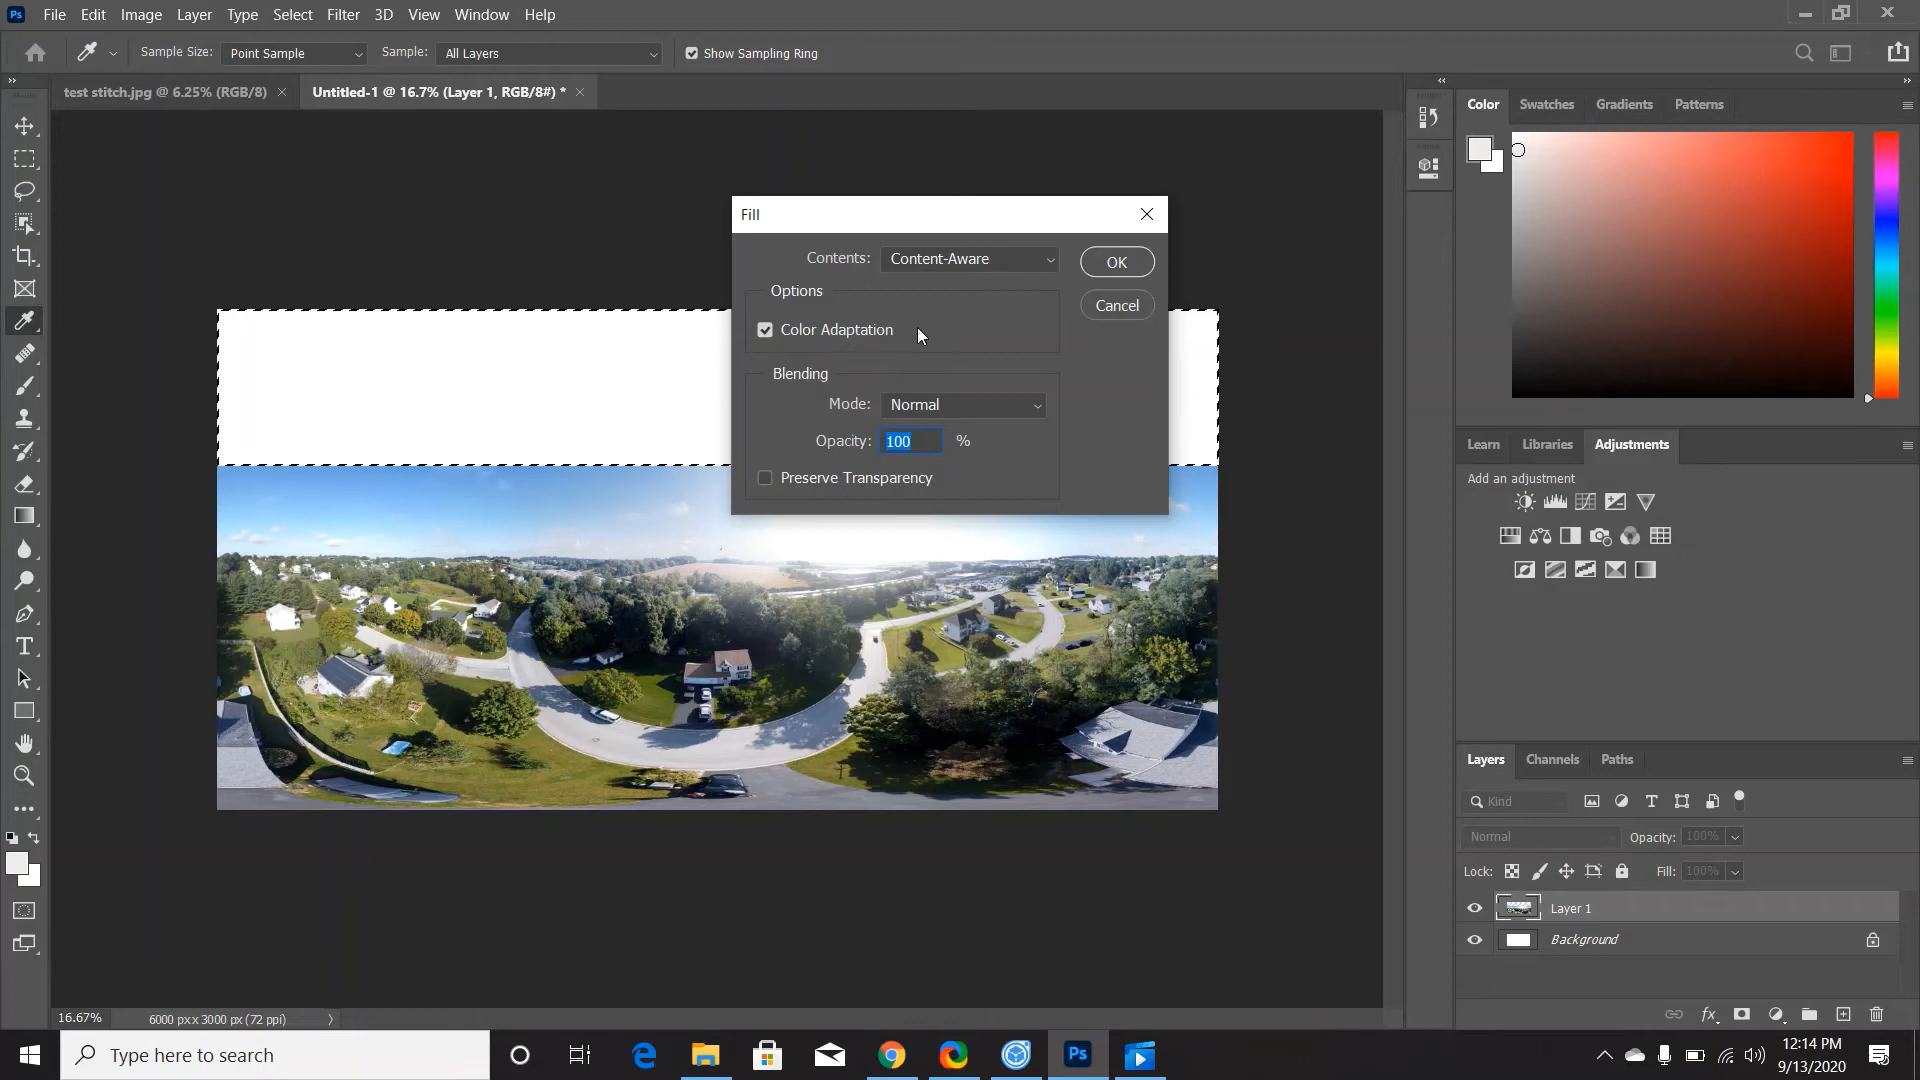 Ps File Edit Image Layer Type Select Filter 3D View Window Help
Sample Size: Point Sample Sample: All Layers Show Sampling Ring
test stitch.jpg @ 6.25% (RGB/8) Untitled-1 @ 16.7% (Layer 1, RGB/8#) *
Color Swatches Gradients Patterns
Fill
Contents: Content-Aware
OK
Options
Cancel
Color Adaptation
Blending
Mode: Normal
Opacity: 100 %
Preserve Transparency
Learn Libraries Adjustments
Add an adjustment
Layers Channels Paths
Kind
Normal Opacity: 100%
Lock: Fill: 100%
Layer 1
Background
16.67% 6000 px x 3000 px (72 ppi)
Type here to search
Ps
12:14 PM
9/13/2020